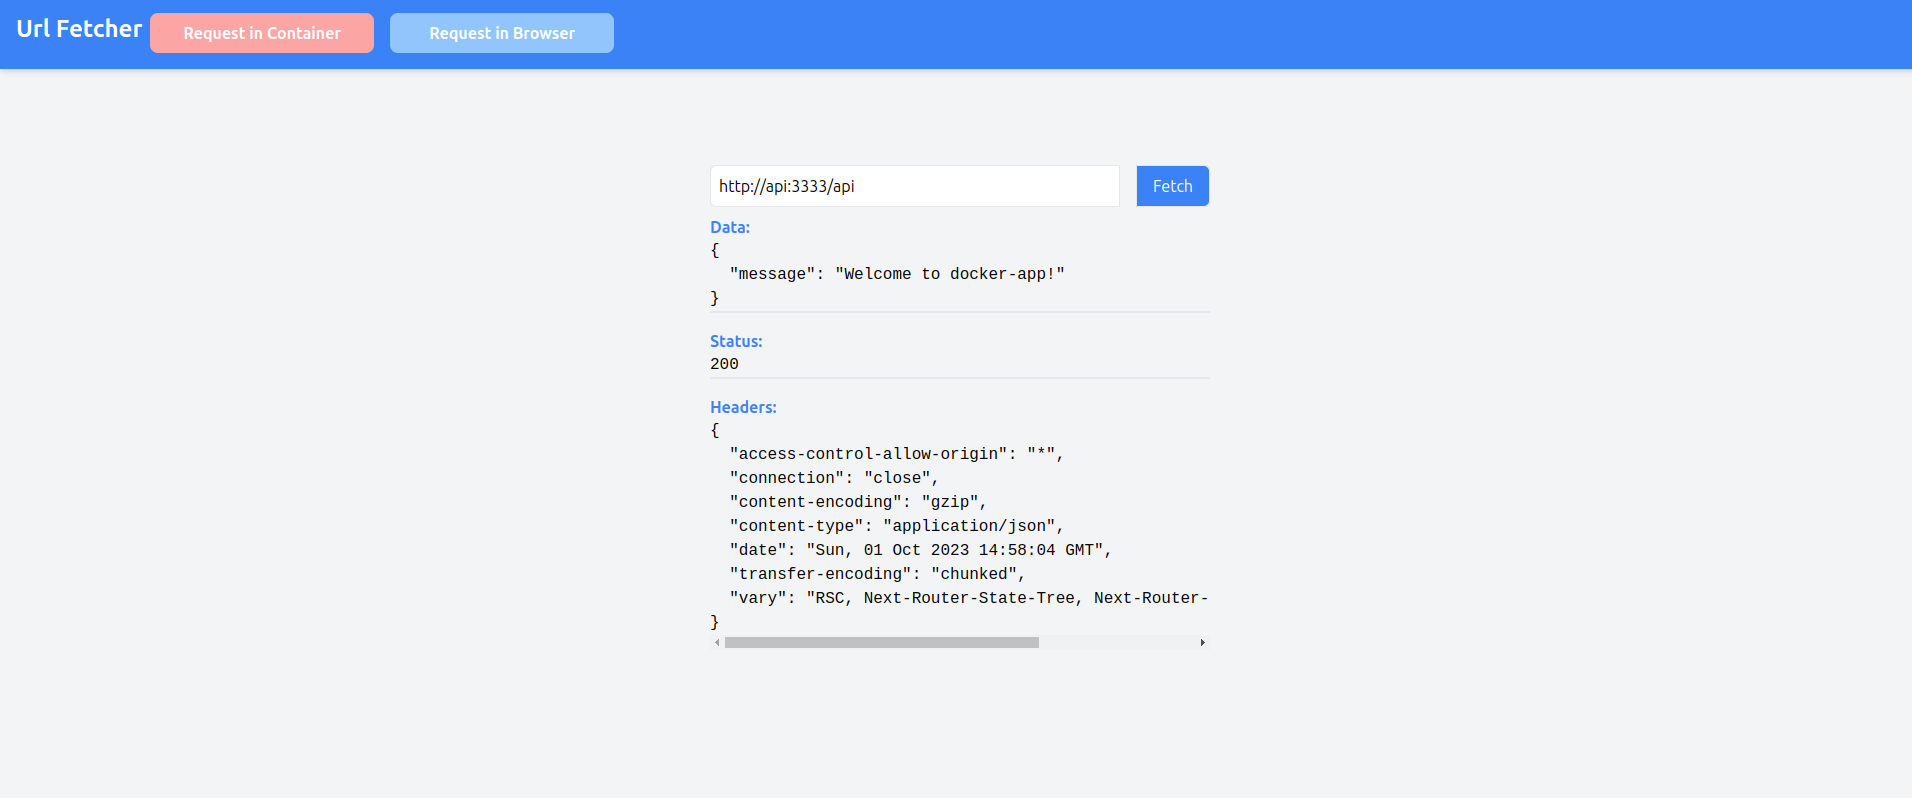 Url Fetcher Request in Container Request in Browser
http://api:3333/api Fetch
Data:
{
  "message": "Welcome to docker-app!"
}
Status:
200
Headers:
{
  "access-control-allow-origin": "*",
  "connection": "close",
  "content-encoding": "gzip",
  "content-type": "application/json",
  "date": "Sun, 01 Oct 2023 14:58:04 GMT",
  "transfer-encoding": "chunked",
  "vary": "RSC, Next-Router-State-Tree, Next-Router-
}